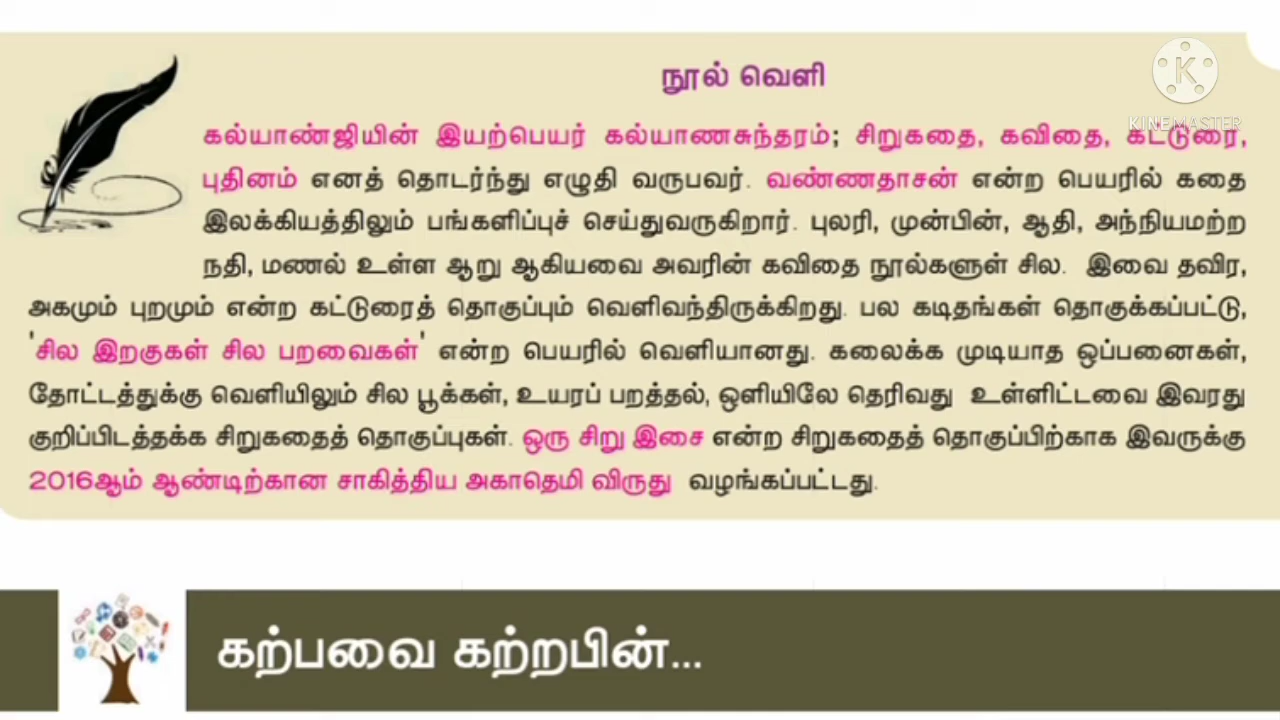 நூல் வெளி
கல்யாண்ஜியின் இயற்பெயர் கல்யாணசுந்தரம்; சிறுகதை, கவிதை, கட்டுரை,
புதினம் எனத் தொடர்ந்து எழுதி வருபவர். வண்ணதாசன் என்ற பெயரில் கதை
இலக்கியத்திலும் பங்களிப்புச் செய்துவருகிறார். புலரி, முன்பின், ஆதி, அந்நியமற்ற
நதி, மணல் உள்ள ஆறு ஆகியவை அவரின் கவிதை நூல்களுள் சில. இவை தவிர,
அகமும் புறமும் என்ற கட்டுரைத் தொகுப்பும் வெளிவந்திருக்கிறது. பல கடிதங்கள் தொகுக்கப்பட்டு,
'சில இறகுகள் சில பறவைகள்' என்ற பெயரில் வெளியானது. கலைக்க முடியாத ஒப்பனைகள்,
தோட்டத்துக்கு வெளியிலும் சில பூக்கள், உயரப் பறத்தல், ஒளியிலே தெரிவது உள்ளிட்டவை இவரது
குறிப்பிடத்தக்க சிறுகதைத் தொகுப்புகள். ஒரு சிறு இசை என்ற சிறுகதைத் தொகுப்பிற்காக இவருக்கு
2016ஆம் ஆண்டிற்கான சாகித்திய அகாதெமி விருது வழங்கப்பட்டது.
கற்பவை கற்றபின்...
K
KINEMASTER